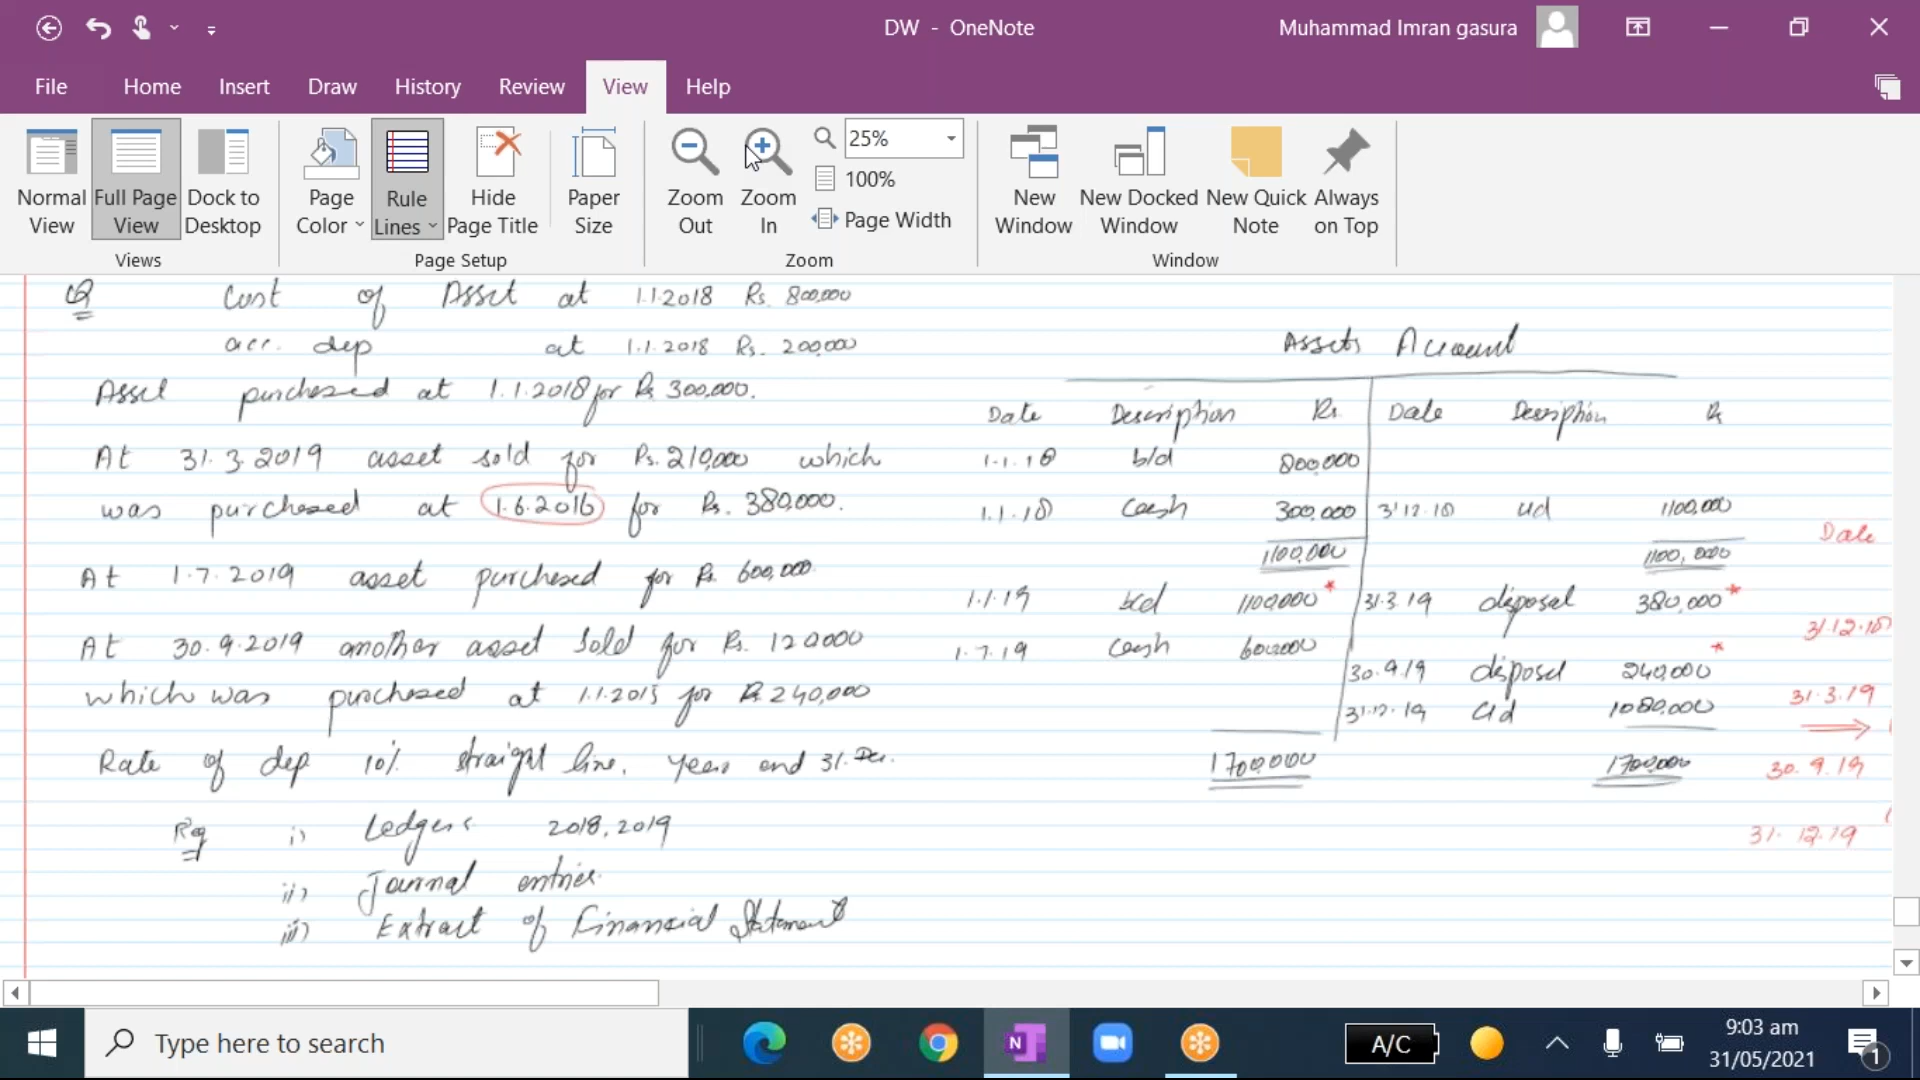 DW - OneNote
Muhammad Imran gasura
File Home Insert Draw History Review View Help
Normal View
Full Page View
Dock to Desktop
Views
Page Color
Rule Lines
Hide Page Title
Paper Size
Page Setup
Zoom Out
Zoom In
25%
100%
Page Width
Zoom
New Window
New Docked Window
New Quick Note
Always on Top
Window
Q Cost of Asset at 1.1.2018 Rs. 800,000
acc. dep at 1.1.2018 Rs. 200,000
Asset purchased at 1.1.2018 for Rs 300,000.
At 31.3.2019 asset sold for Rs. 210,000 which
was purchased at 1.6.2016 for Rs. 380,000.
At 1.7.2019 asset purchased for Rs. 600,000.
At 30.9.2019 another asset sold for Rs. 120000
which was purchased at 1.1.2015 for Rs 240,000
Rate of dep 10% straight line. Years end 31. Dec.
Rq i) Ledgers 2018, 2019
ii) Journal entries.
iii) Extract of Financial Statement
Assets Account
Date Description Rs. Date Description Rs
1.1.18 b/d 800,000
1.1.18 Cash 300,000 31.12.18 c/d 1100,000
1100,000 1100,000
1.1.19 b/d 1100,000 * 31.3.19 disposal 380,000 *
1.7.19 Cash 600000 *
30.9.19 disposal 240,000
31.12.19 c/d 1080,000
1700,000 1700,000
Date
31.12.18
31.3.19
30.9.19
31.12.19
Type here to search
A/C
9:03 am
31/05/2021
1